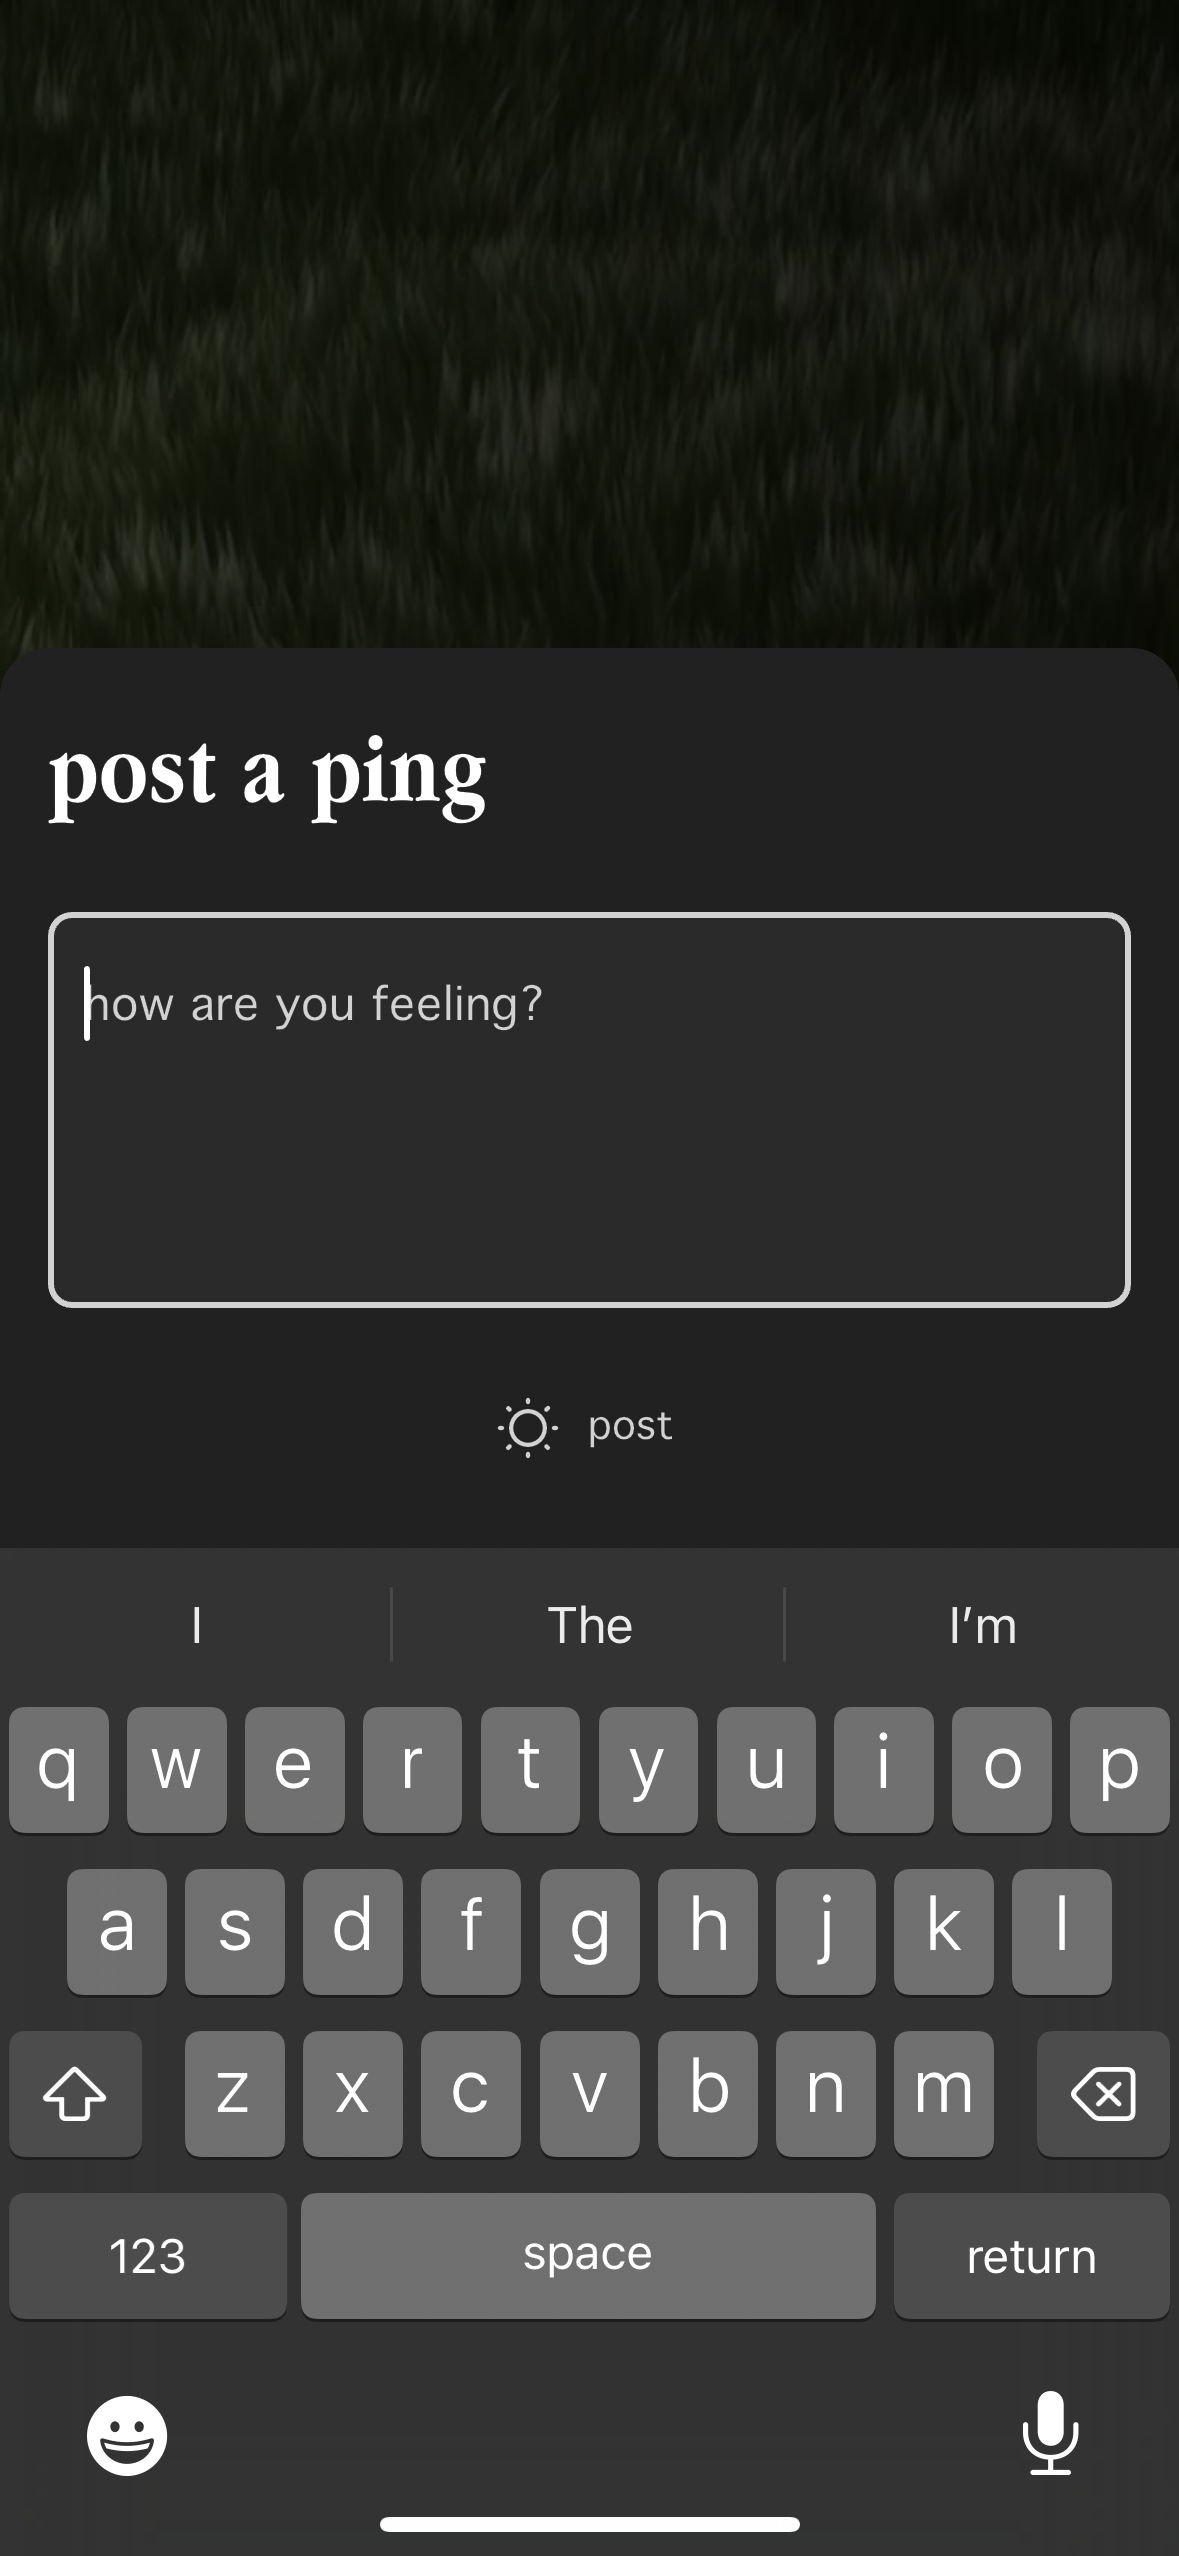 post a ping
how are you feeling?
post
I The I'm
q w e r t y u i o p
a s d f g h j k l
z x c v b n m
123 space return